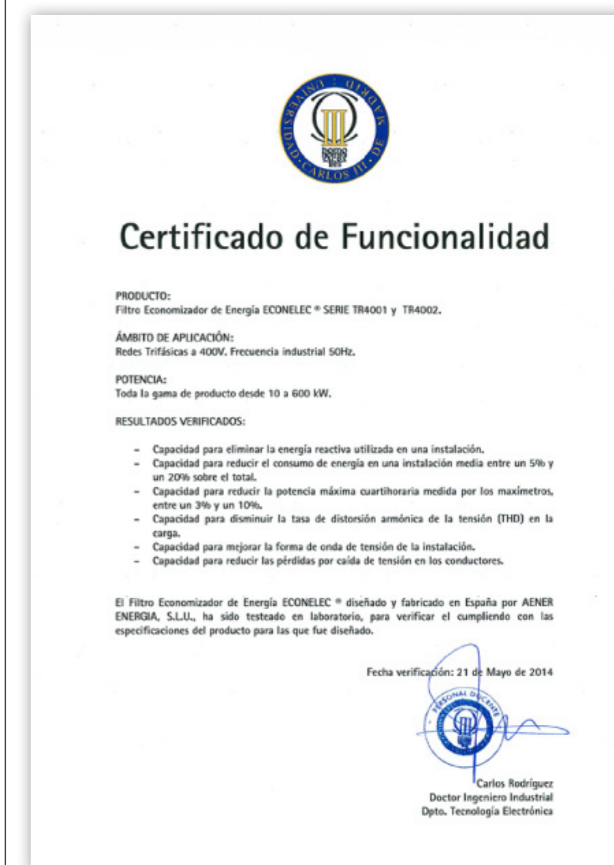 UNIVERSIDAD · CARLOS III · DE MADRID
Certificado de Funcionalidad
PRODUCTO:
Filtro Economizador de Energía ECONELEC ® SERIE TR4001 y TR4002.
ÁMBITO DE APLICACIÓN:
Redes Trifásicas a 400V. Frecuencia industrial 50Hz.
POTENCIA:
Toda la gama de producto desde 10 a 600 kW.
RESULTADOS VERIFICADOS:
– Capacidad para eliminar la energía reactiva utilizada en una instalación.
– Capacidad para reducir el consumo de energía en una instalación media entre un 5% y
un 20% sobre el total.
– Capacidad para reducir la potencia máxima cuartihoraria medida por los maxímetros,
entre un 3% y un 10%.
– Capacidad para disminuir la tasa de distorsión armónica de la tensión (THD) en la
carga.
– Capacidad para mejorar la forma de onda de tensión de la instalación.
– Capacidad para reducir las pérdidas por caída de tensión en los conductores.
El Filtro Economizador de Energía ECONELEC ® diseñado y fabricado en España por AENER
ENERGIA, S.L.U., ha sido testeado en laboratorio, para verificar el cumpliendo con las
especificaciones del producto para las que fue diseñado.
Fecha verificación: 21 de Mayo de 2014
PERSONAL DOCENTE
Carlos Rodríguez
Doctor Ingeniero Industrial
Dpto. Tecnología Electrónica